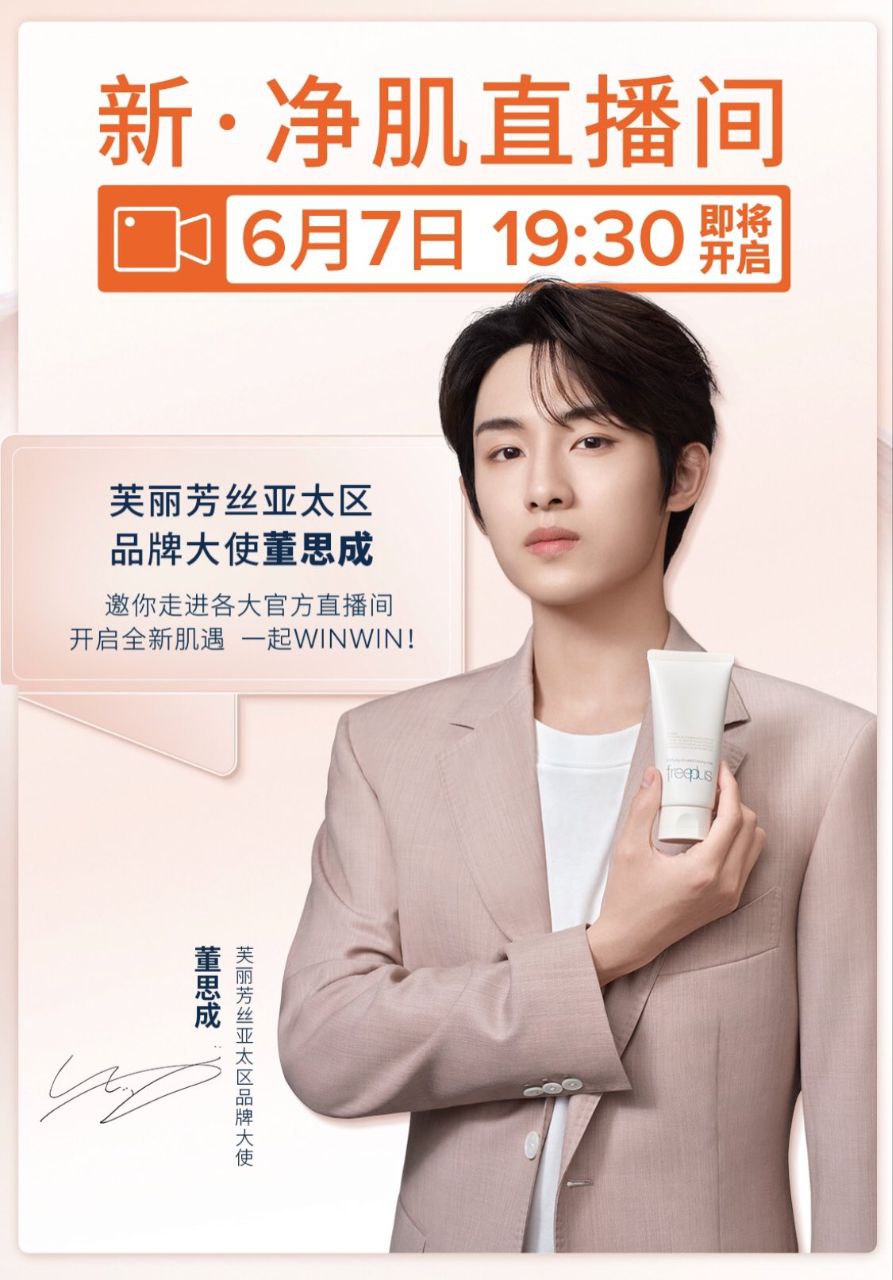 新·净肌直播间
6月7日 19:30 即将开启
芙丽芳丝亚太区
品牌大使董思成
邀你走进各大官方直播间
开启全新肌遇 一起WINWIN!
freeplus
董思成
芙丽芳丝亚太区品牌大使